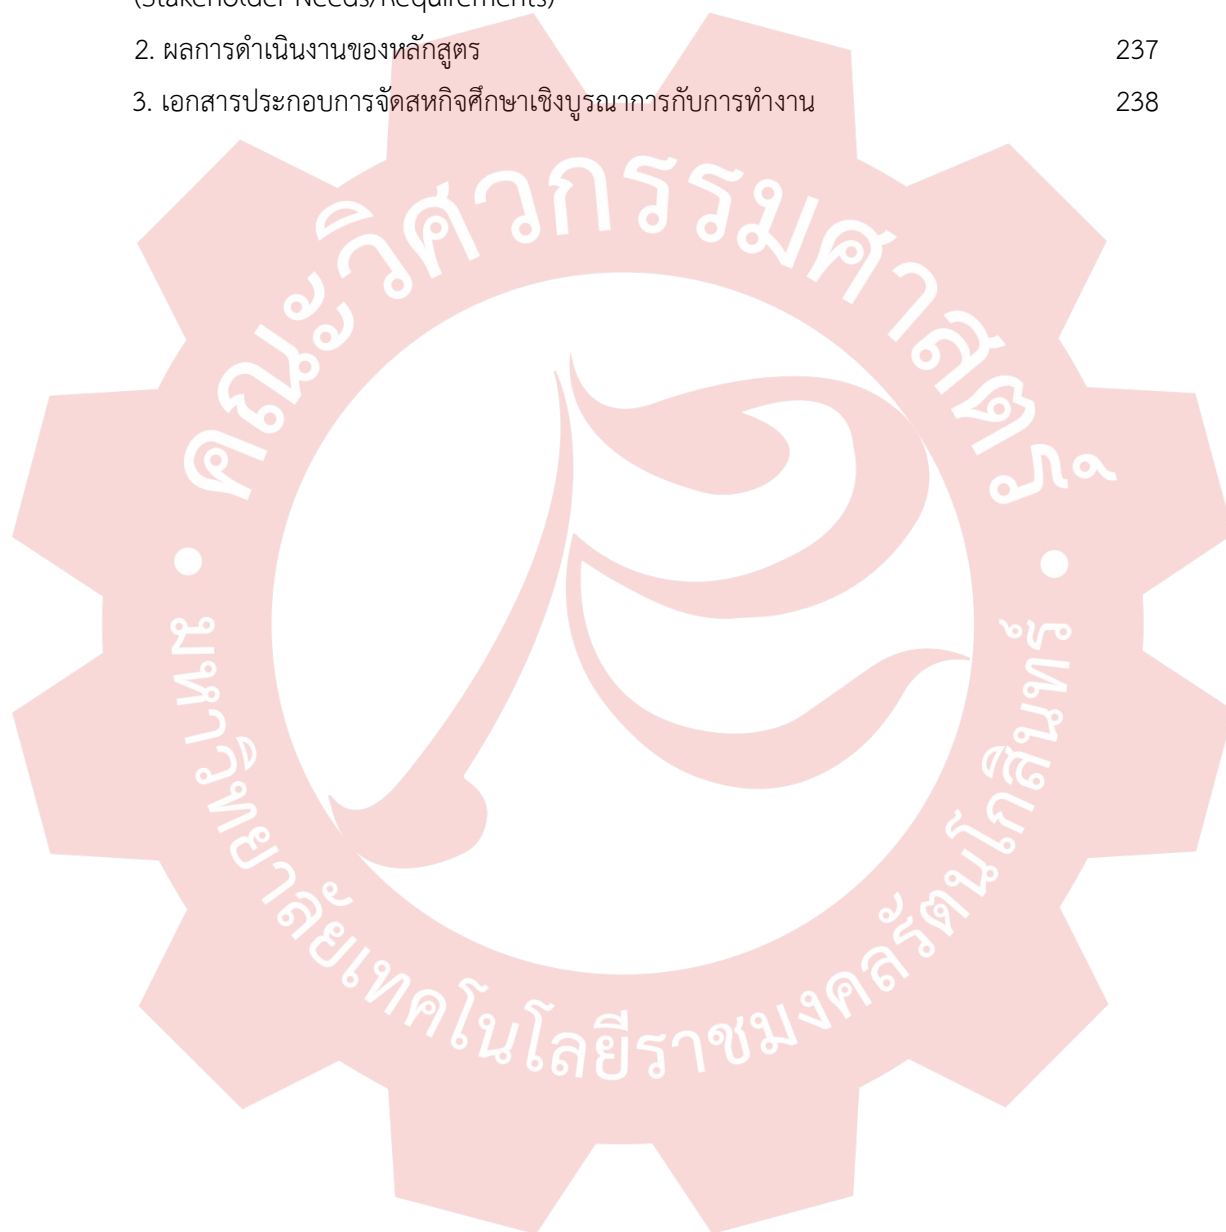 (Stakeholder Needs/Requirements)
2. ผลการดำเนินงานของหลักสูตร 237
3. เอกสารประกอบการจัดสหกิจศึกษาเชิงบูรณาการกับการทำงาน 238
คณะวิศวกรรมศาสตร์
มหาวิทยาลัยเทคโนโลยีราชมงคลรัตนโกสินทร์